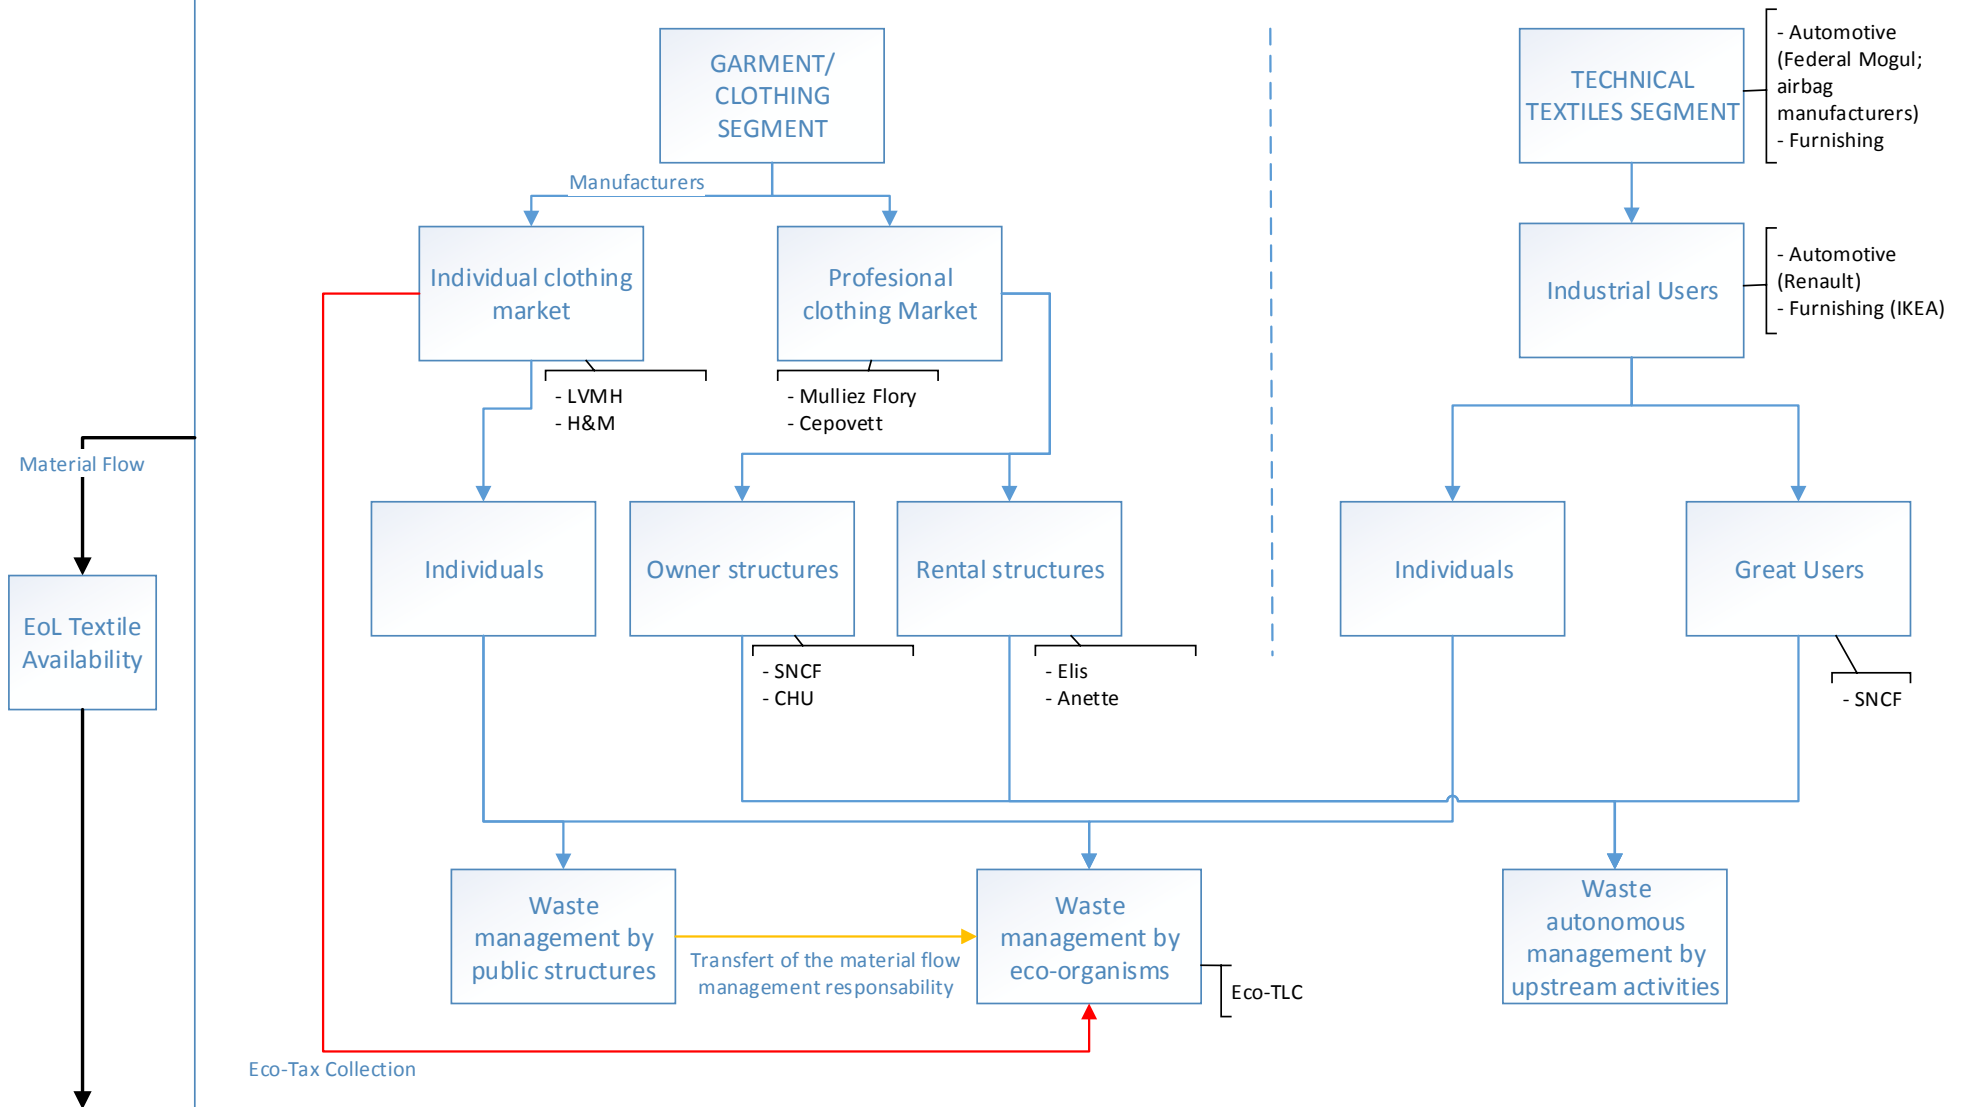 GARMENT/
CLOTHING
SEGMENT
TECHNICAL
TEXTILES SEGMENT
- Automotive
(Federal Mogul;
airbag
manufacturers)
- Furnishing
Manufacturers
Individual clothing
market
Profesional
clothing Market
Industrial Users
- Automotive
(Renault)
- Furnishing (IKEA)
- LVMH
- H&M
- Mulliez Flory
- Cepovett
Material Flow
EoL Textile
Availability
Individuals
Owner structures
Rental structures
Individuals
Great Users
- SNCF
- CHU
- Elis
- Anette
- SNCF
Waste
management by
public structures
Transfert of the material flow
management responsability
Waste
management by
eco-organisms
Eco-TLC
Waste
autonomous
management by
upstream activities
Eco-Tax Collection